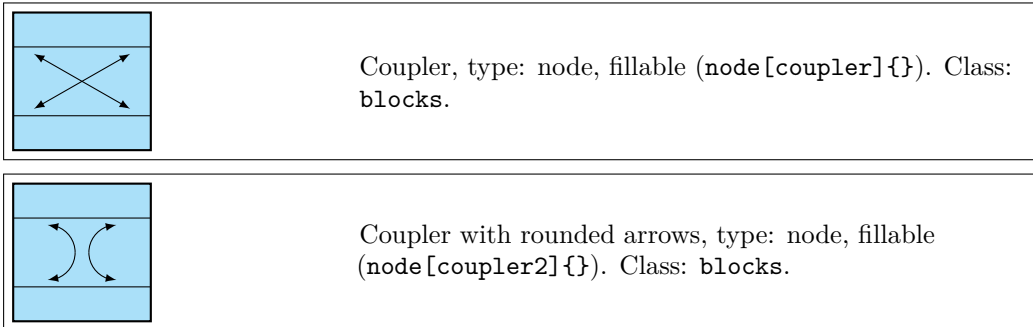 Coupler, type: node, fillable (node[coupler]{}). Class:
blocks.
Coupler with rounded arrows, type: node, fillable
(node[coupler2]{}). Class: blocks.